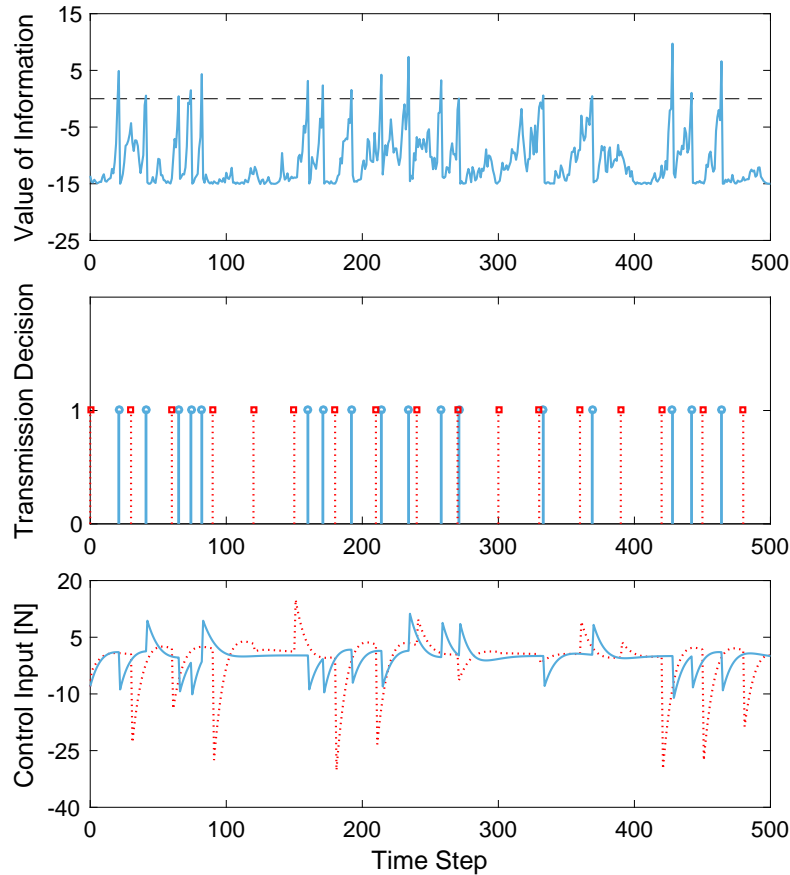 15
5
-5
-15
-25
Value of Information
0 100 200 300 400 500
1
0
Transmission Decision
0 100 200 300 400 500
20
5
-10
-25
-40
Control Input [N]
0 100 200 300 400 500
Time Step